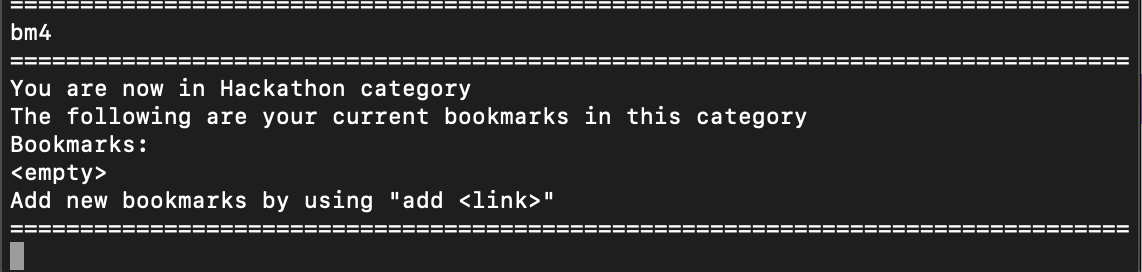 ================================================================================
bm4
================================================================================
You are now in Hackathon category
The following are your current bookmarks in this category
Bookmarks:
<empty>
Add new bookmarks by using "add <link>"
================================================================================